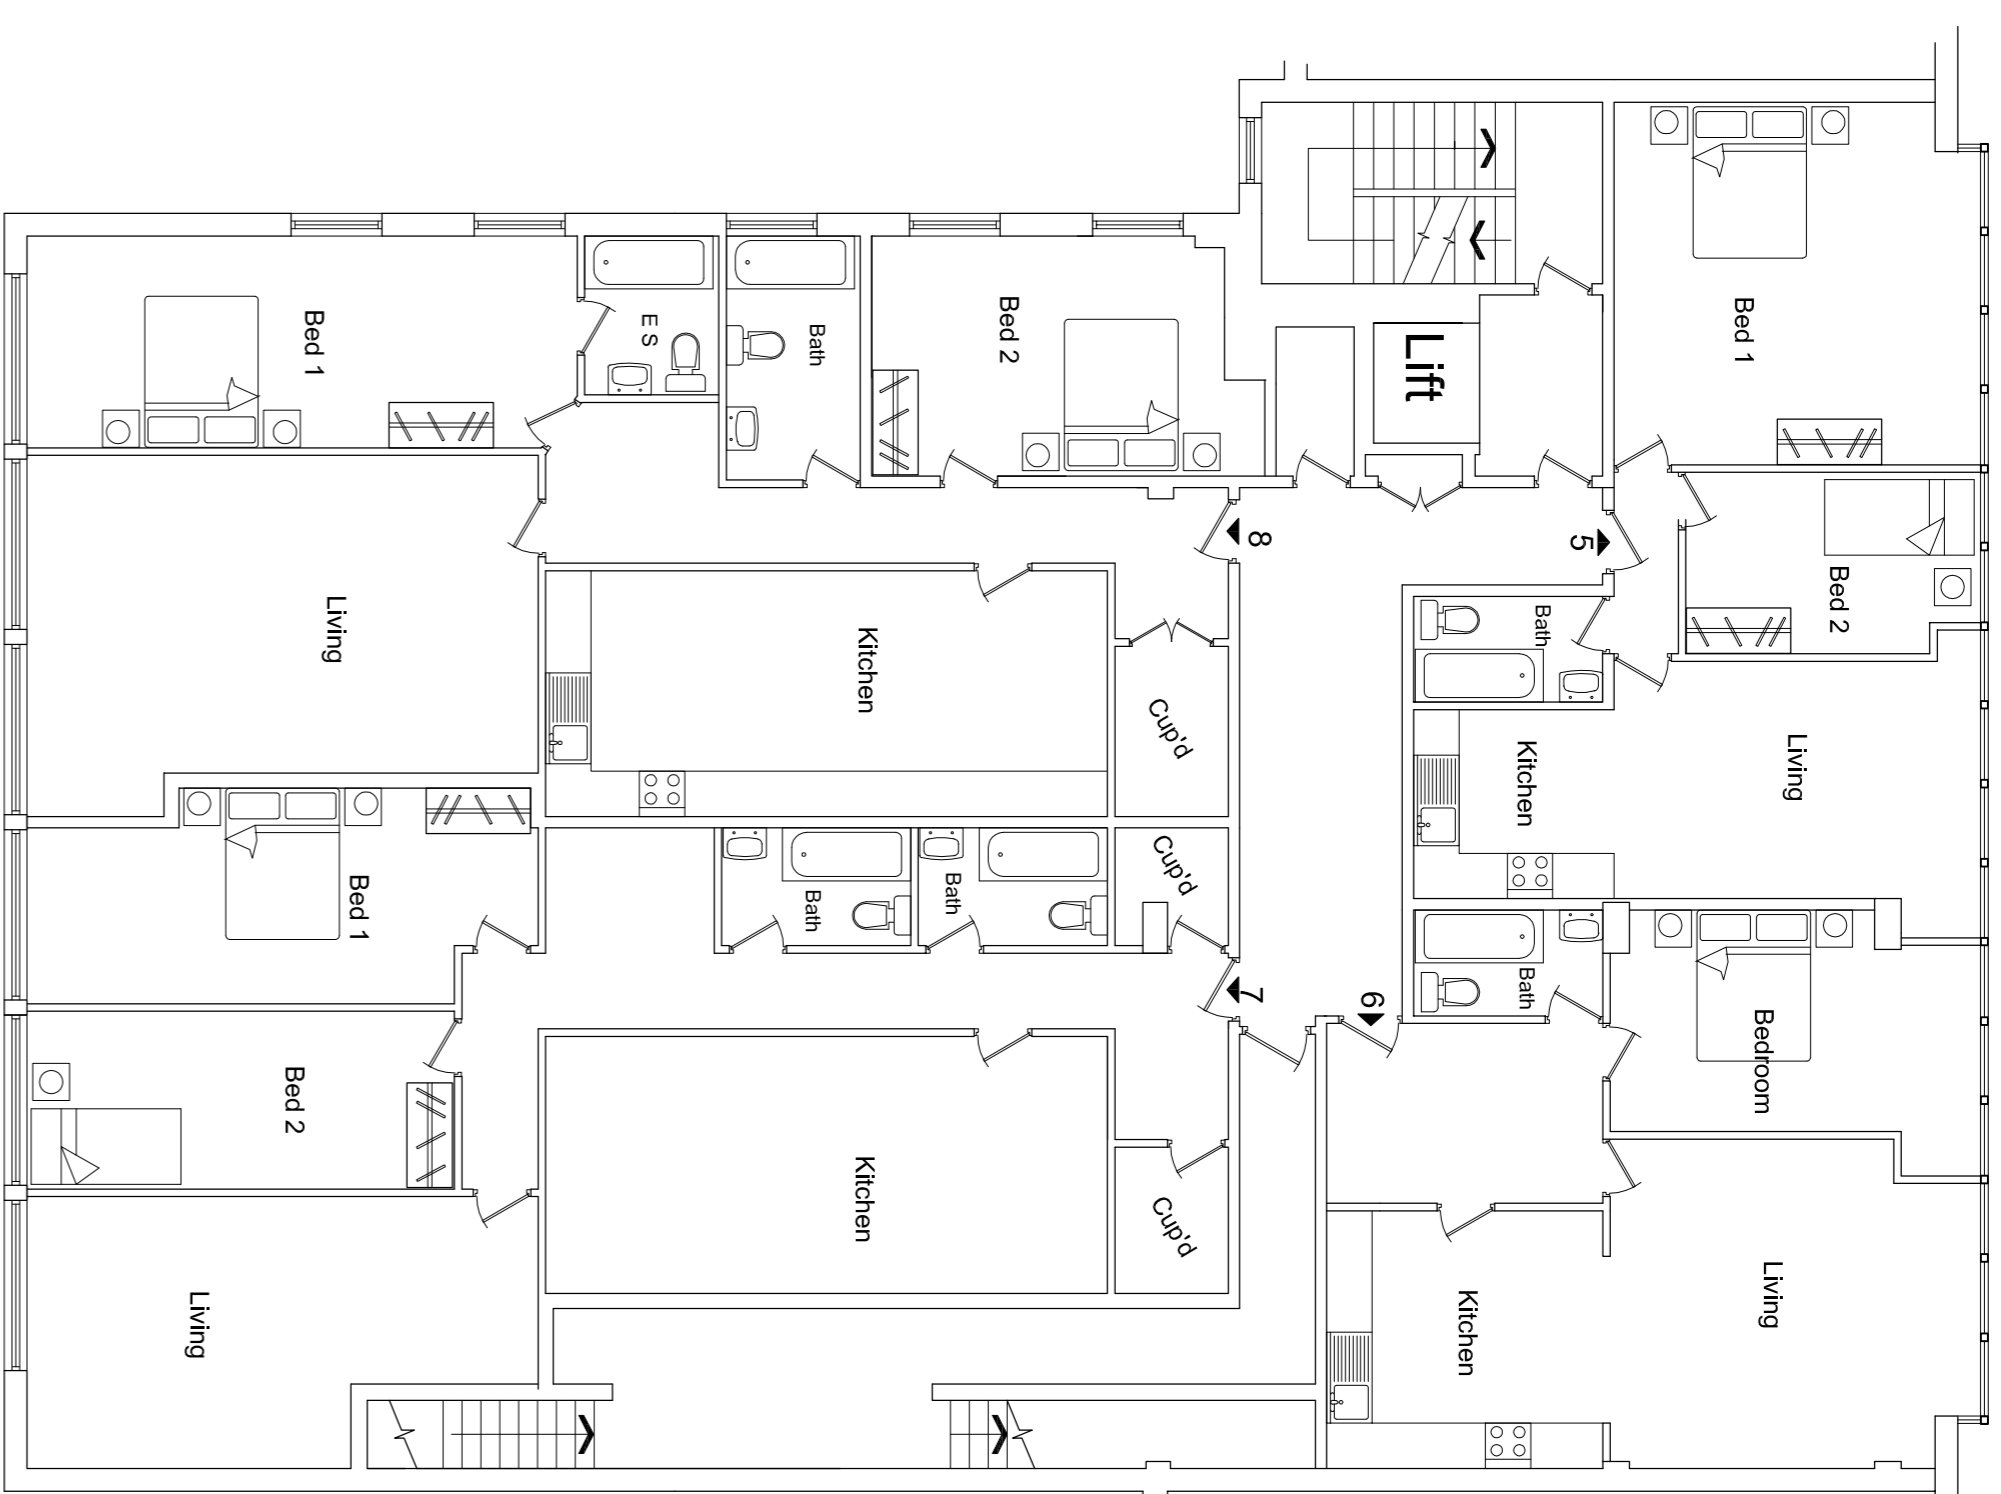 Bed 1
E S
Bath
Bed 2
Lift
Bed 1
8
5
Bath
Bed 2
Living
Kitchen
Cup'd
Kitchen
Living
Bed 1
Bath
Bath
Cup'd
7
6
Bath
Bedroom
Bed 2
Kitchen
Cup'd
Living
Kitchen
Living